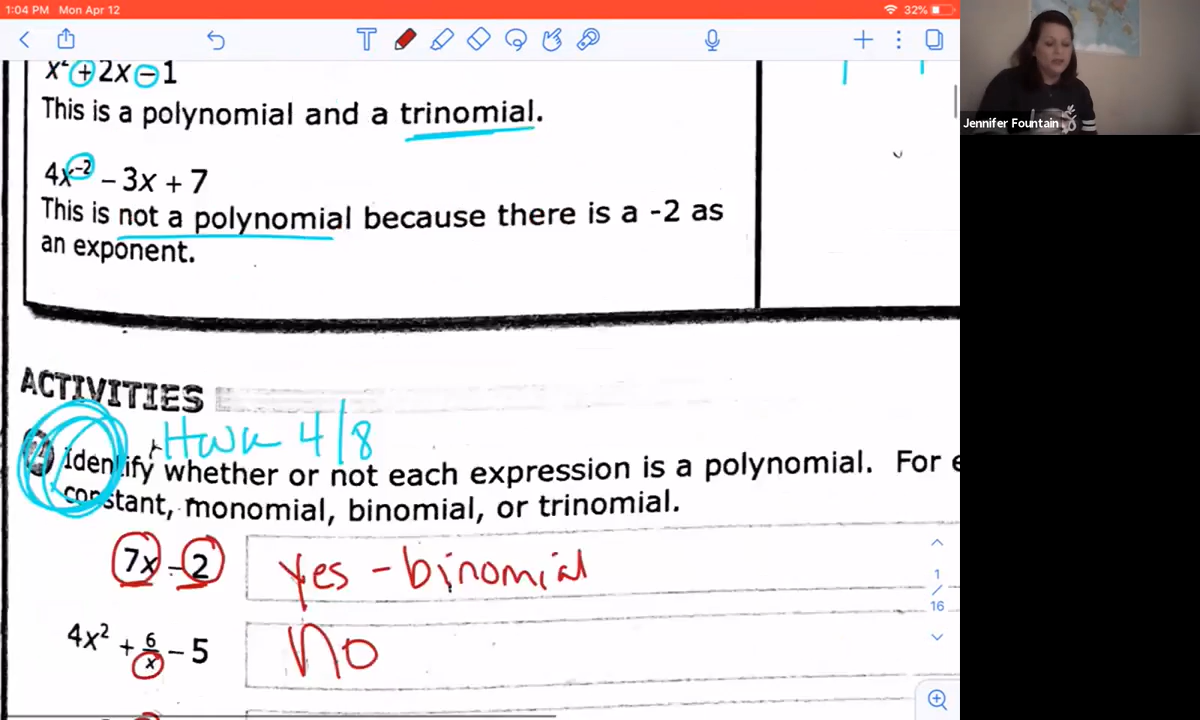 1:04 PM Mon Apr 12
32%
x² + 2x − 1
This is a polynomial and a trinomial.
4x⁻² − 3x + 7
This is not a polynomial because there is a -2 as
an exponent.
ACTIVITIES
Hwk 4/8
Identify whether or not each expression is a polynomial. For e
constant, monomial, binomial, or trinomial.
7x − 2
yes - binomial
4x² + 6/x − 5
No
1
/
16
Jennifer Fountain